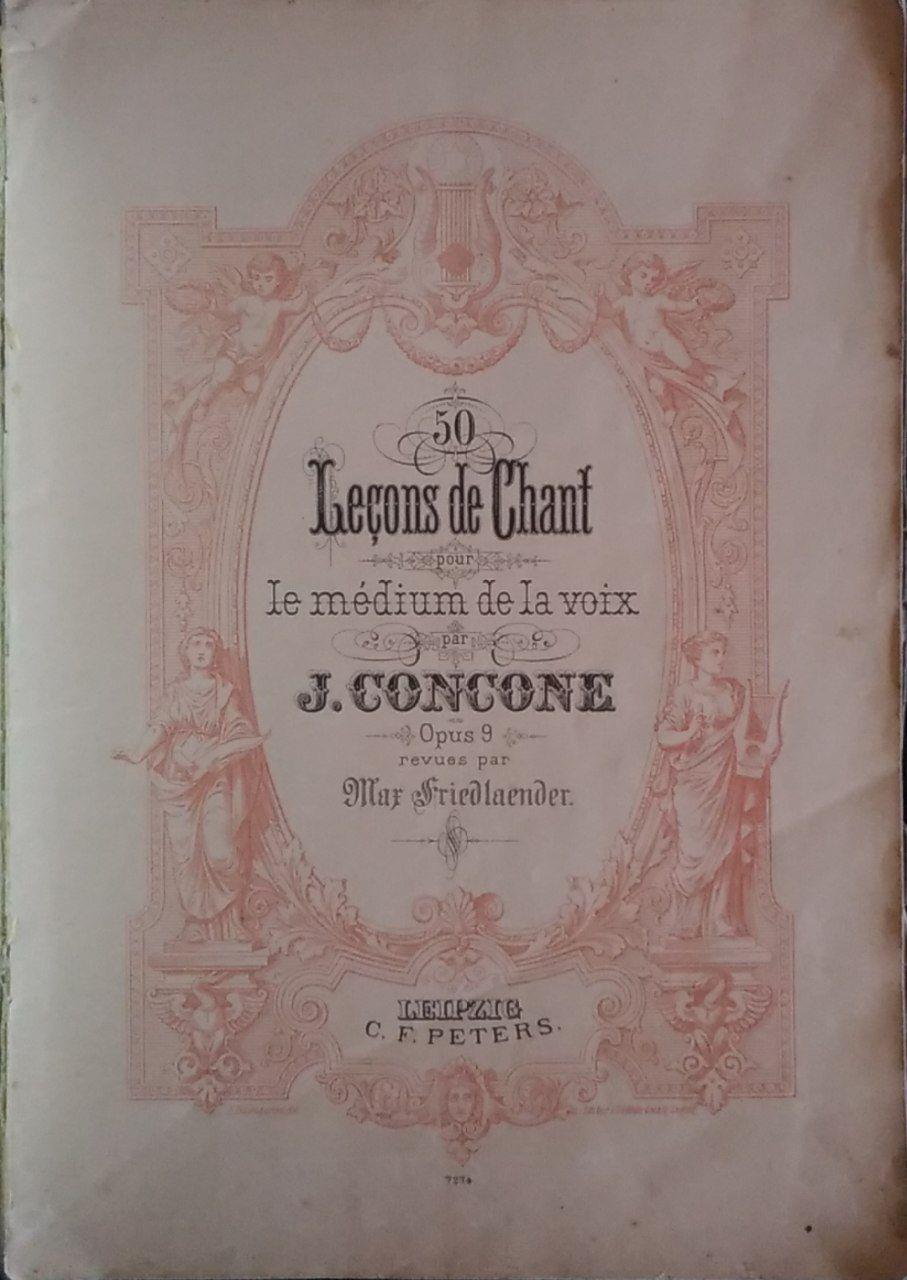 50
Leçons de Chant
pour
le médium de la voix
par
J. CONCONE
Opus 9
revues par
Max Friedlaender.
LEIPZIG
C. F. PETERS.